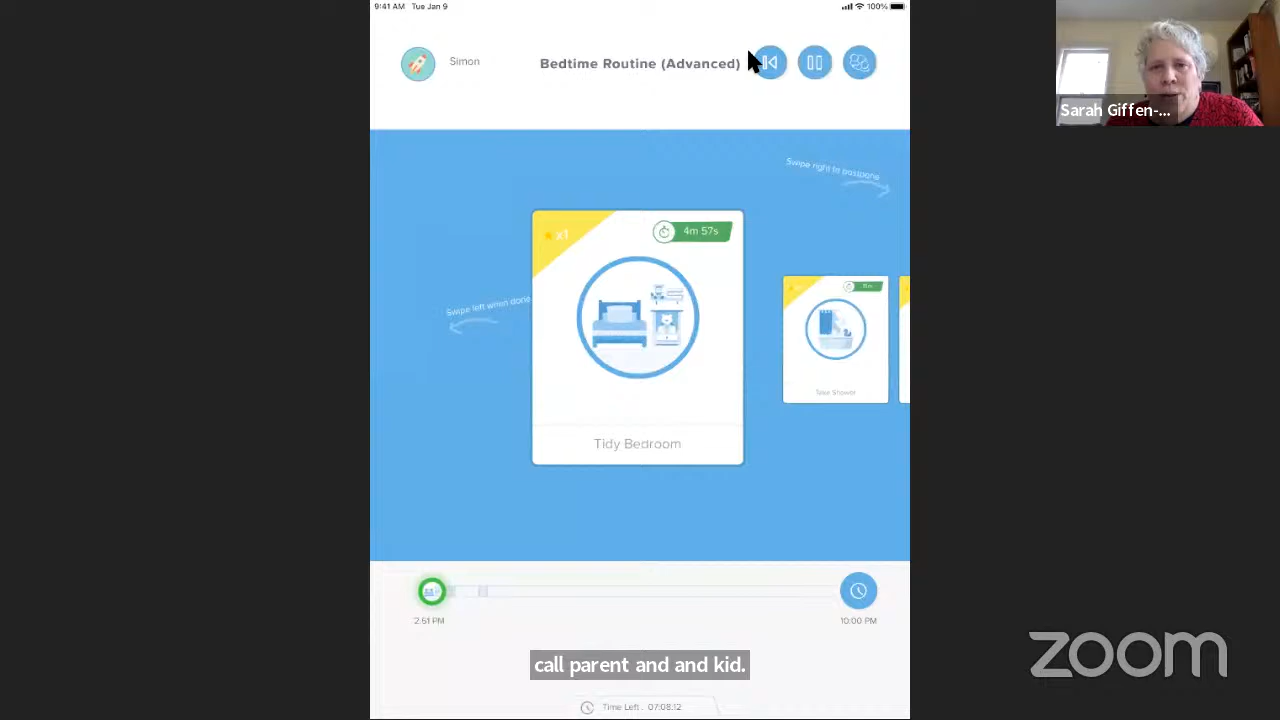 9:41 AM Tue Jan 9
100%
Simon
Bedtime Routine (Advanced)
Sarah Giffen-...
Swipe right to postpone
x1
4m 57s
Swipe left when done
Take Shower
Tidy Bedroom
2:51 PM
10:00 PM
call parent and and kid.
zoom
Time Left . 07:08:12